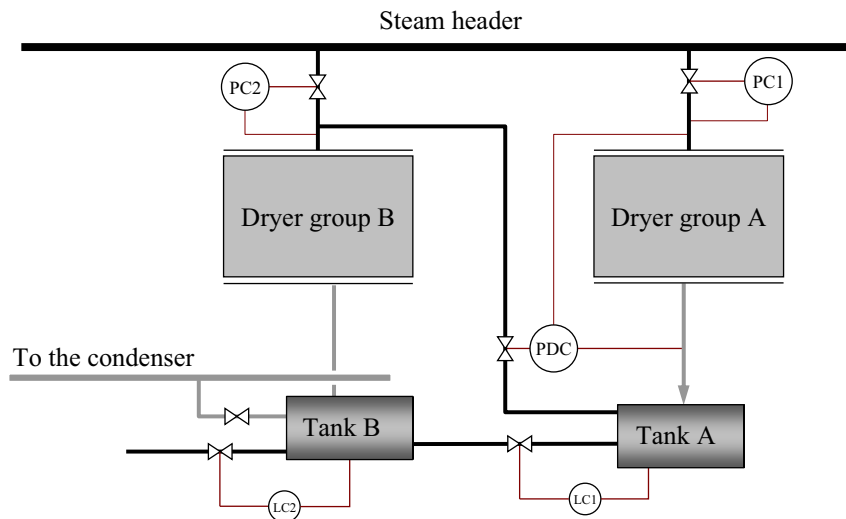 Steam header
PC2
PC1
Dryer group B
Dryer group A
PDC
To the condenser
Tank B
Tank A
LC2
LC1